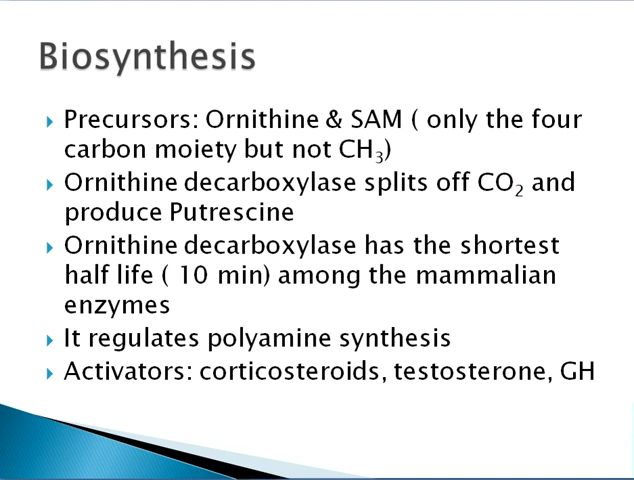 Biosynthesis
Precursors: Ornithine & SAM ( only the four
carbon moiety but not CH₃)
Ornithine decarboxylase splits off CO₂ and
produce Putrescine
Ornithine decarboxylase has the shortest
half life ( 10 min) among the mammalian
enzymes
It regulates polyamine synthesis
Activators: corticosteroids, testosterone, GH